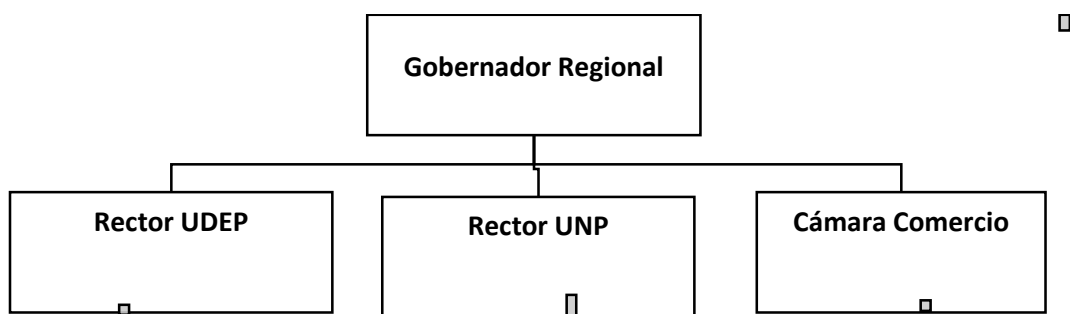 Gobernador Regional
Rector UDEP
Rector UNP
Cámara Comercio